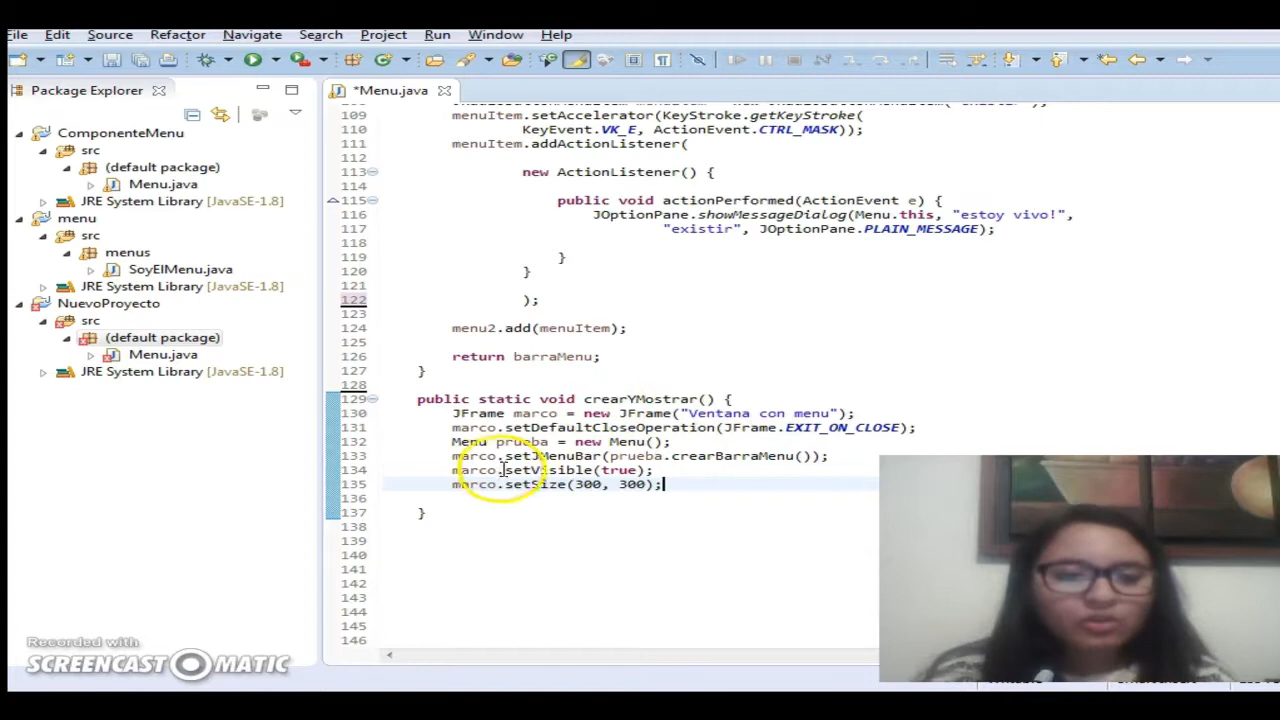 File Edit Source Refactor Navigate Search Project Run Window Help
Package Explorer
*Menu.java
ComponenteMenu
src
(default package)
Menu.java
JRE System Library [JavaSE-1.8]
menu
src
menus
SoyElMenu.java
JRE System Library [JavaSE-1.8]
NuevoProyecto
src
(default package)
Menu.java
JRE System Library [JavaSE-1.8]
109 menuItem.setAccelerator(KeyStroke.getKeyStroke(
110 KeyEvent.VK_E, ActionEvent.CTRL_MASK));
111 menuItem.addActionListener(
112
113 new ActionListener() {
114
115 public void actionPerformed(ActionEvent e) {
116 JOptionPane.showMessageDialog(Menu.this, "estoy vivo!",
117 "existir", JOptionPane.PLAIN_MESSAGE);
118
119 }
120 }
121
122 );
123
124 menu2.add(menuItem);
125
126 return barraMenu;
127 }
128
129 public static void crearYMostrar() {
130 JFrame marco = new JFrame("Ventana con menu");
131 marco.setDefaultCloseOperation(JFrame.EXIT_ON_CLOSE);
132 Menu prueba = new Menu();
133 marco.setJMenuBar(prueba.crearBarraMenu());
134 marco.setVisible(true);
135 marco.setSize(300, 300);
136
137 }
138
139
140
141
142
143
144
145
146
Recorded with
SCREENCAST MATIC